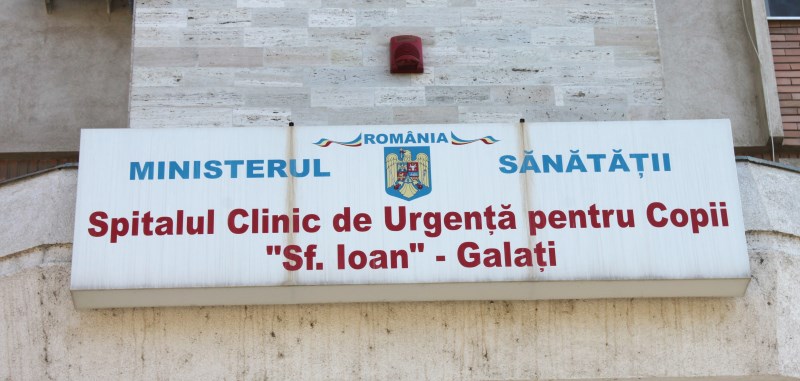 ROMÂNIA
MINISTERUL SĂNĂTĂȚII
Spitalul Clinic de Urgență pentru Copii
"Sf. Ioan" - Galați